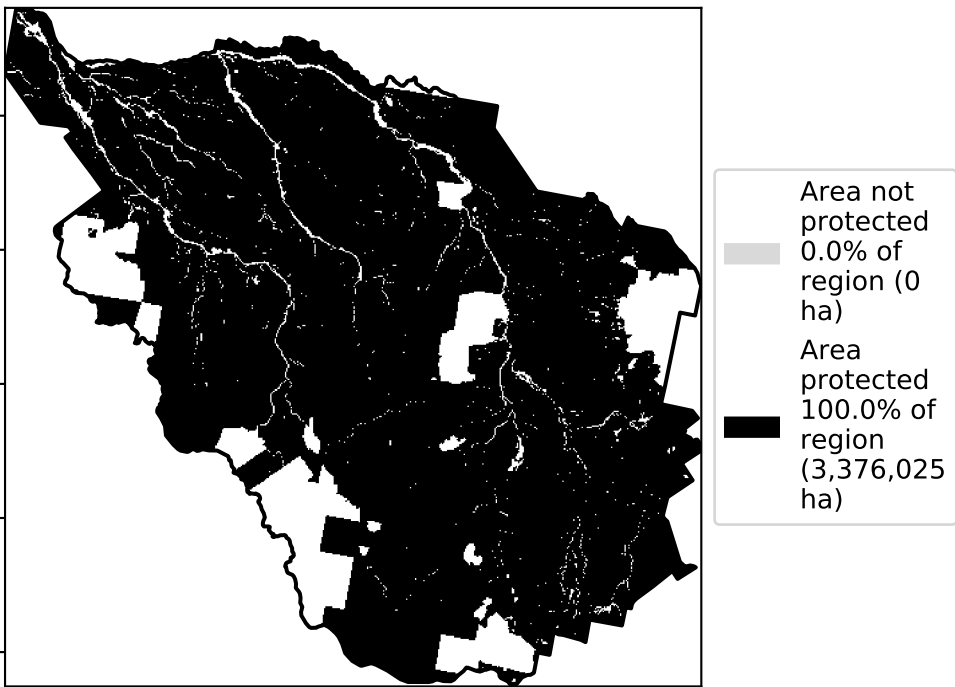 Area not
protected
0.0% of
region (0
ha)
Area
protected
100.0% of
region
(3,376,025
ha)